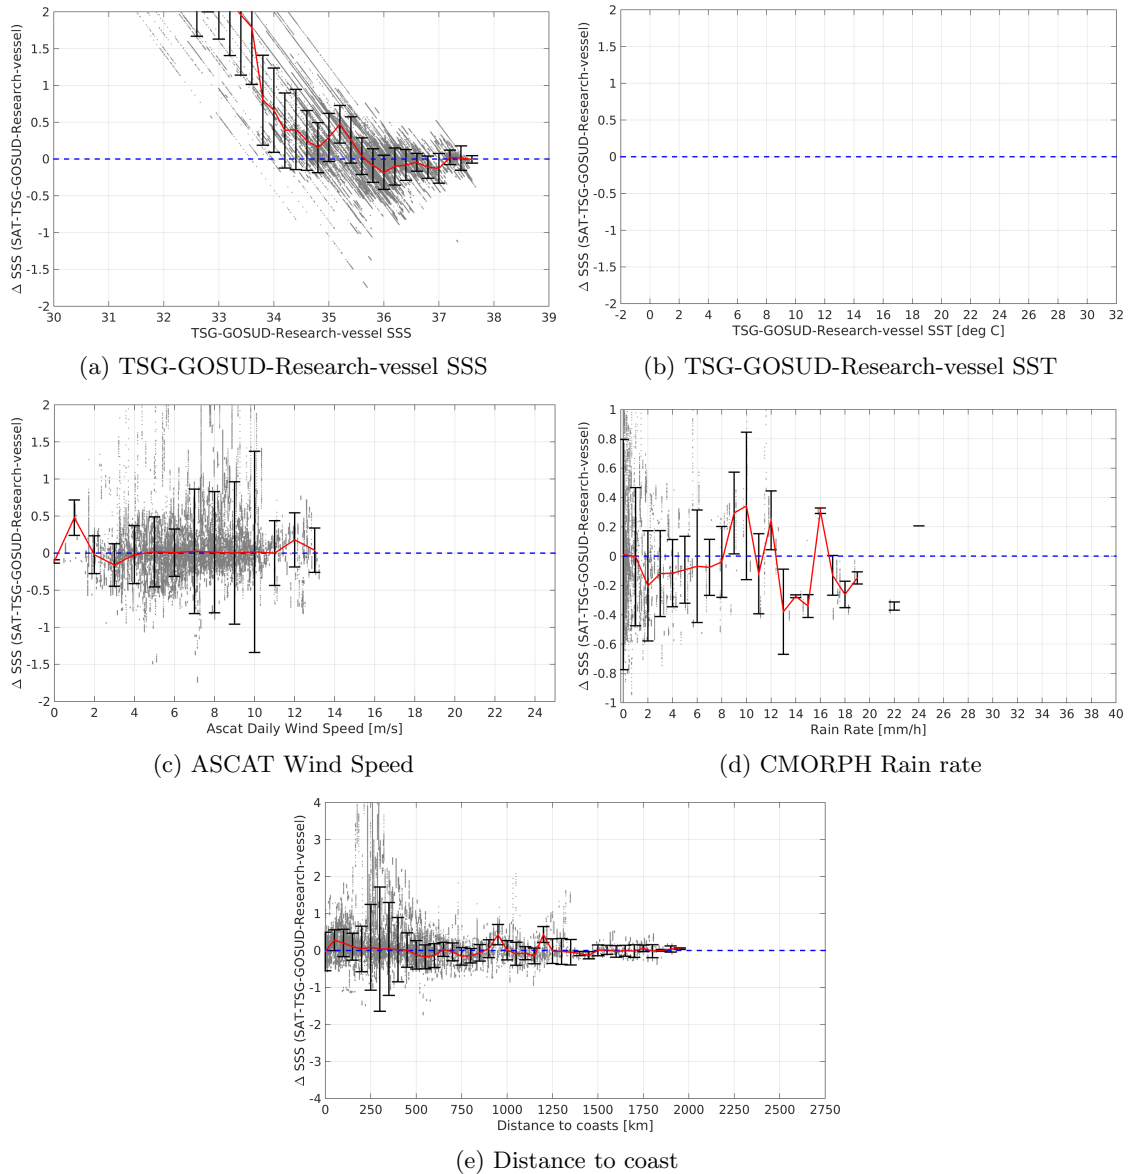 Δ SSS (SAT-TSG-GOSUD-Research-vessel)
2
1.5
1
0.5
0
-0.5
-1
-1.5
-2
30 31 32 33 34 35 36 37 38 39
TSG-GOSUD-Research-vessel SSS
(a) TSG-GOSUD-Research-vessel SSS
Δ SSS (SAT-TSG-GOSUD-Research-vessel)
2
1.5
1
0.5
0
-0.5
-1
-1.5
-2
-2 0 2 4 6 8 10 12 14 16 18 20 22 24 26 28 30 32
TSG-GOSUD-Research-vessel SST [deg C]
(b) TSG-GOSUD-Research-vessel SST
Δ SSS (SAT-TSG-GOSUD-Research-vessel)
2
1.5
1
0.5
0
-0.5
-1
-1.5
-2
0 2 4 6 8 10 12 14 16 18 20 22 24
Ascat Daily Wind Speed [m/s]
(c) ASCAT Wind Speed
Δ SSS (SAT-TSG-GOSUD-Research-vessel)
1
0.8
0.6
0.4
0.2
0
-0.2
-0.4
-0.6
-0.8
-1
0 2 4 6 8 10 12 14 16 18 20 22 24 26 28 30 32 34 36 38 40
Rain Rate [mm/h]
(d) CMORPH Rain rate
Δ SSS (SAT-TSG-GOSUD-Research-vessel)
4
3
2
1
0
-1
-2
-3
-4
0 250 500 750 1000 1250 1500 1750 2000 2250 2500 2750
Distance to coasts [km]
(e) Distance to coast